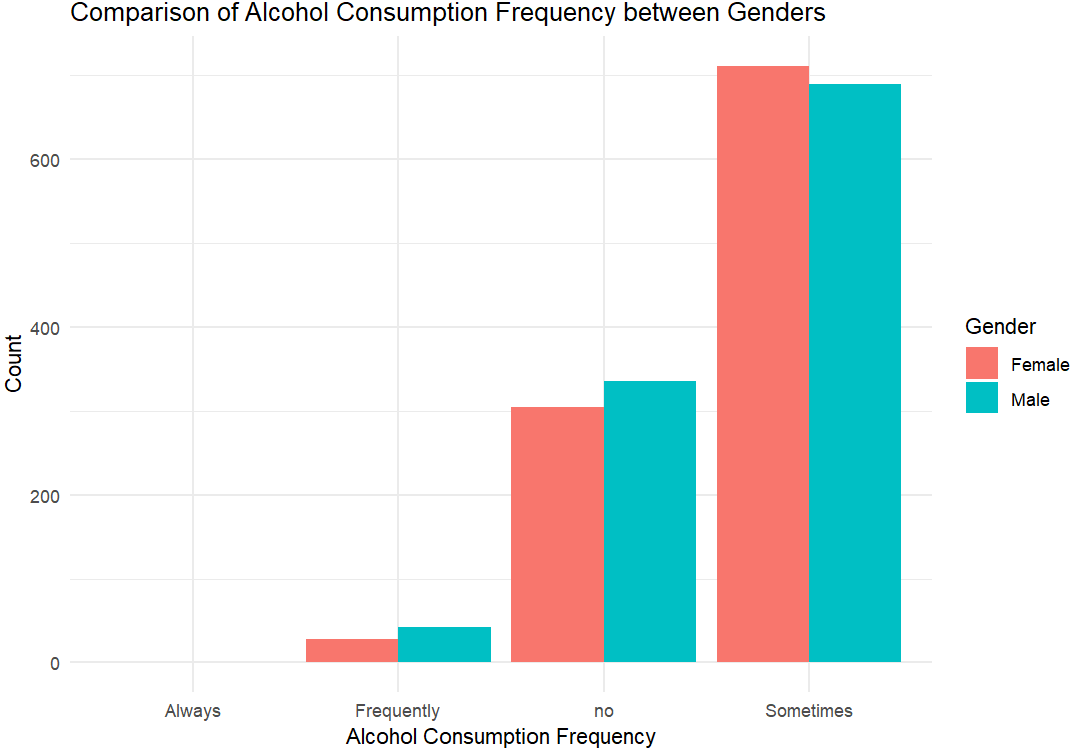 Comparison of Alcohol Consumption Frequency between Genders
600
400
200
0
Count
Always Frequently no Sometimes
Alcohol Consumption Frequency
Gender
Female
Male